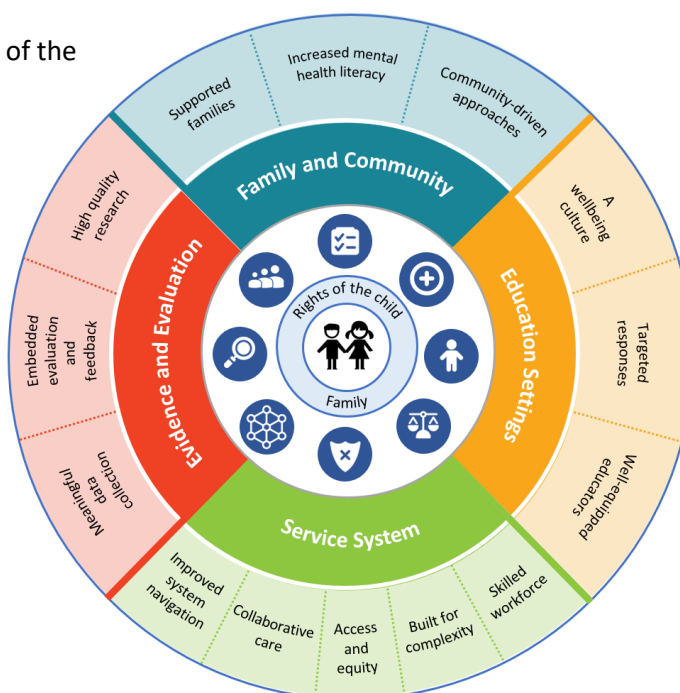 of the
Supported
families
Increased mental
health literacy
Community-driven
approaches
Family and Community
A
wellbeing
culture
Targeted
responses
Well-equipped
educators
Education Settings
Skilled
workforce
Built for
complexity
Access
and
equity
Collaborative
care
Improved
system
navigation
Service System
Meaningful
data
collection
Embedded
evaluation
and
feedback
High quality
research
Evidence and Evaluation
Rights of the child
Family